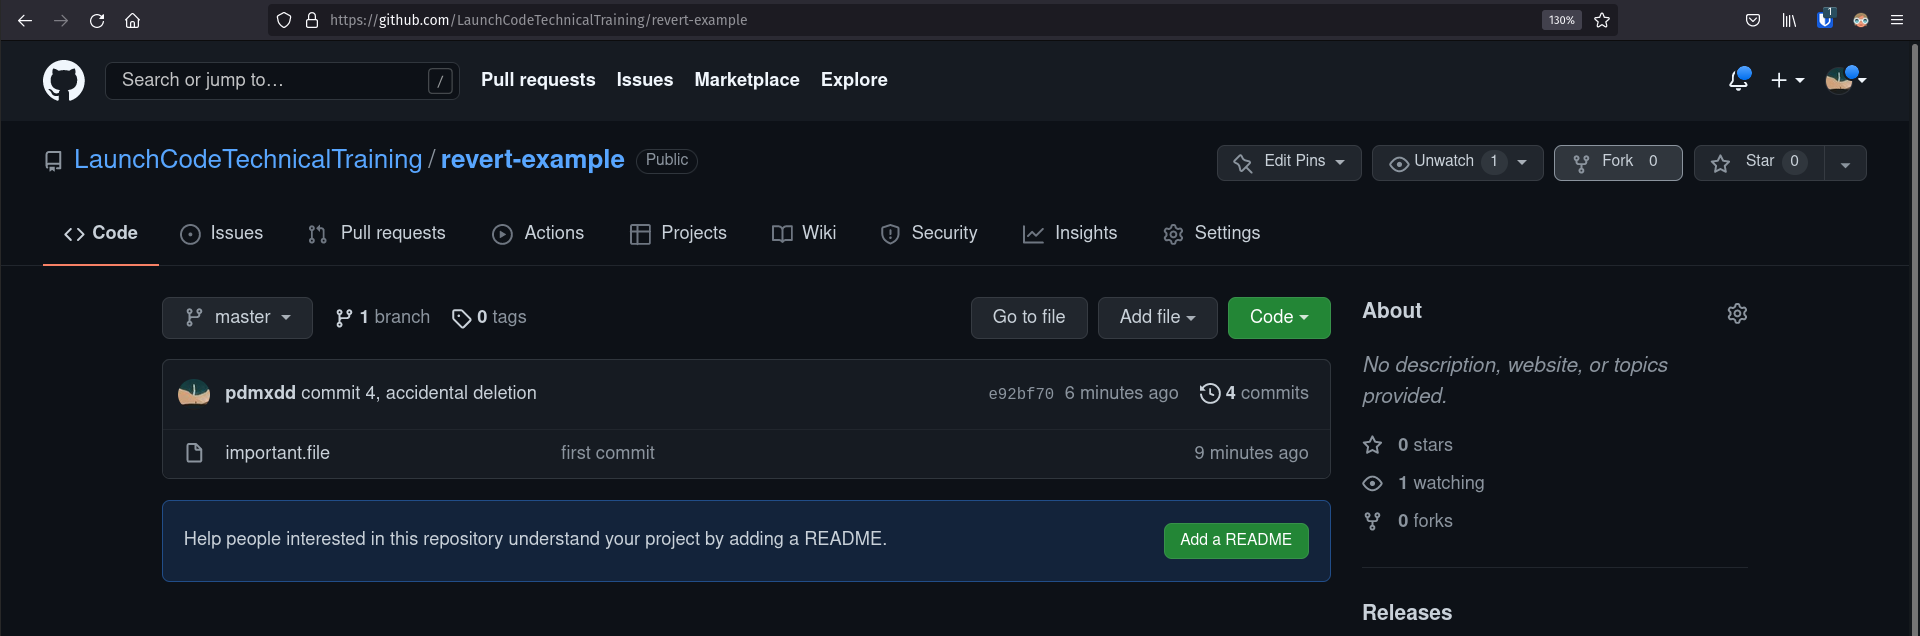 https://github.com/LaunchCodeTechnicalTraining/revert-example 130% 1
Search or jump to… / Pull requests Issues Marketplace Explore
LaunchCodeTechnicalTraining / revert-example Public Edit Pins Unwatch 1 Fork 0 Star 0
Code Issues Pull requests Actions Projects Wiki Security Insights Settings
master 1 branch 0 tags Go to file Add file Code
pdmxdd commit 4, accidental deletion e92bf70 6 minutes ago 4 commits
important.file first commit 9 minutes ago
Help people interested in this repository understand your project by adding a README. Add a README
About
No description, website, or topics
provided.
0 stars
1 watching
0 forks
Releases